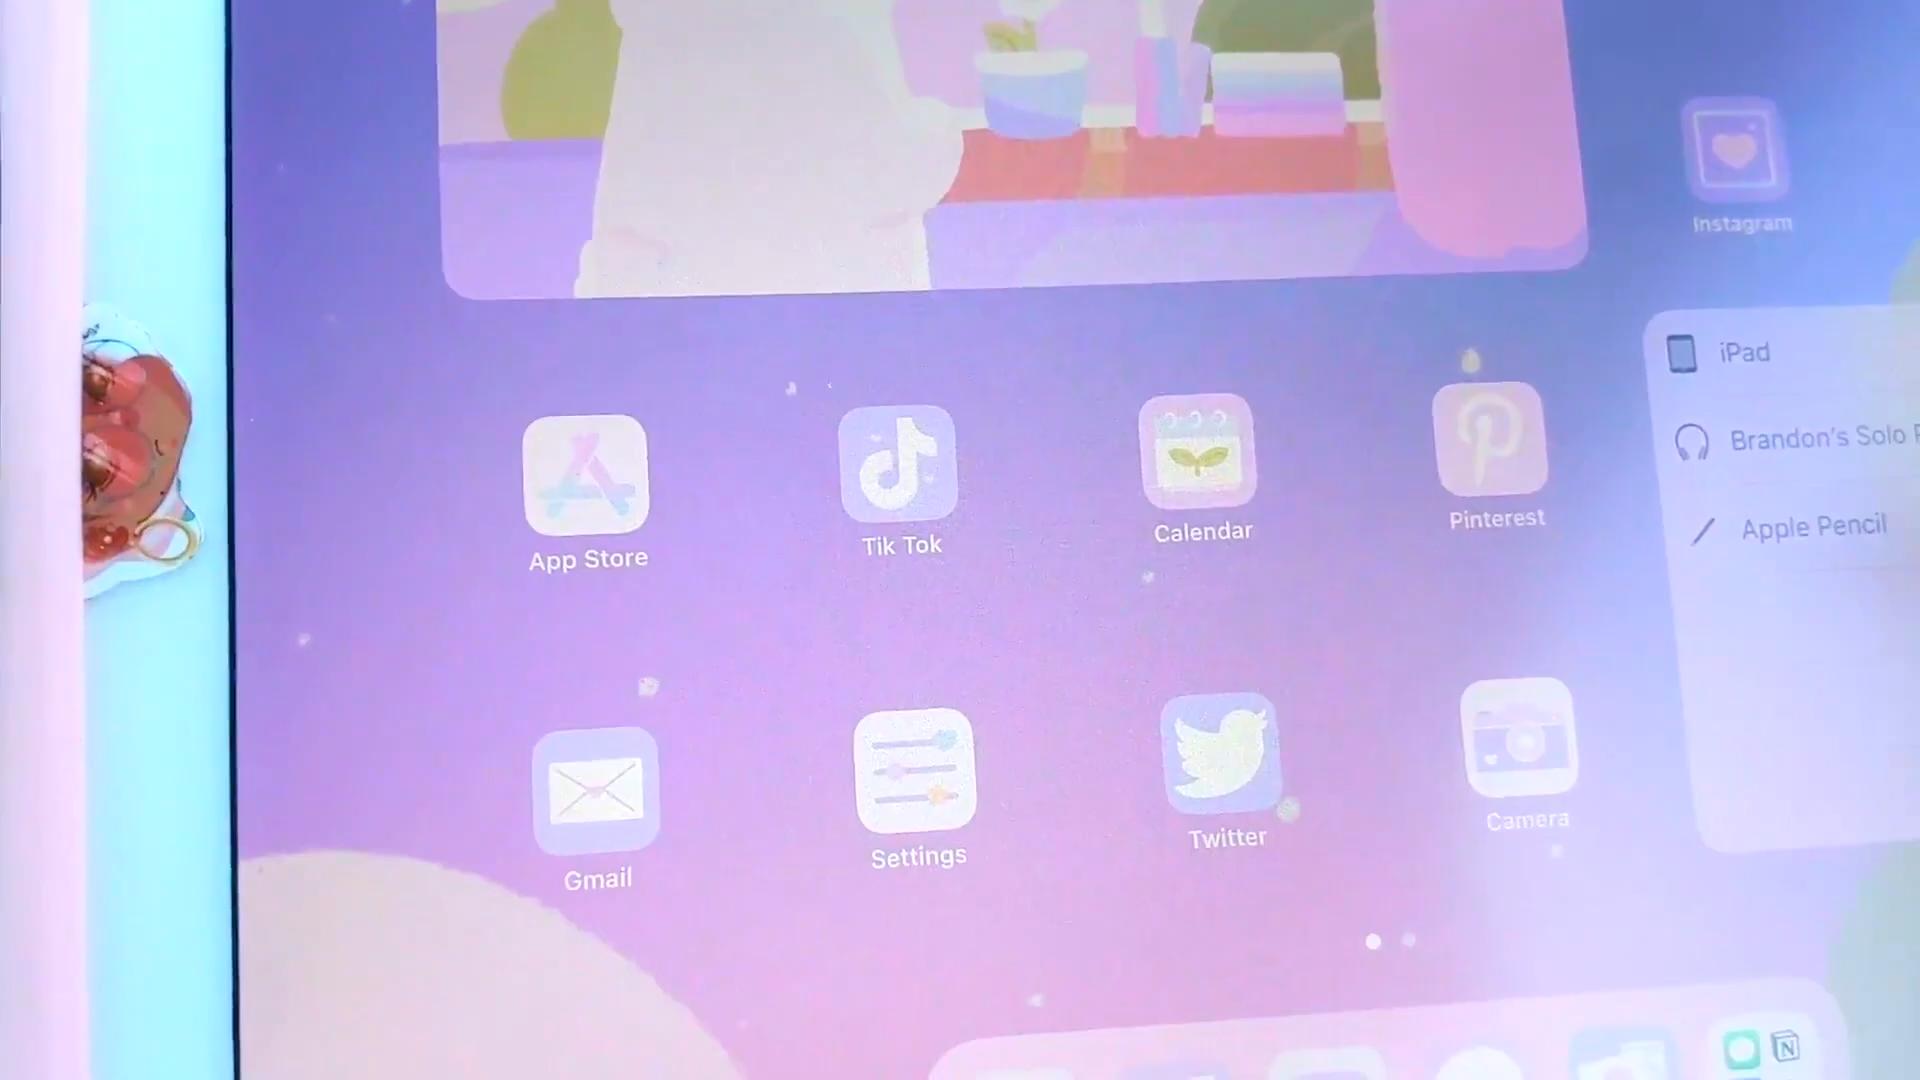 Instagram
iPad
Brandon's Solo
Apple Pencil
App Store
Tik Tok
Calendar
Pinterest
Gmail
Settings
Twitter
Camera
N